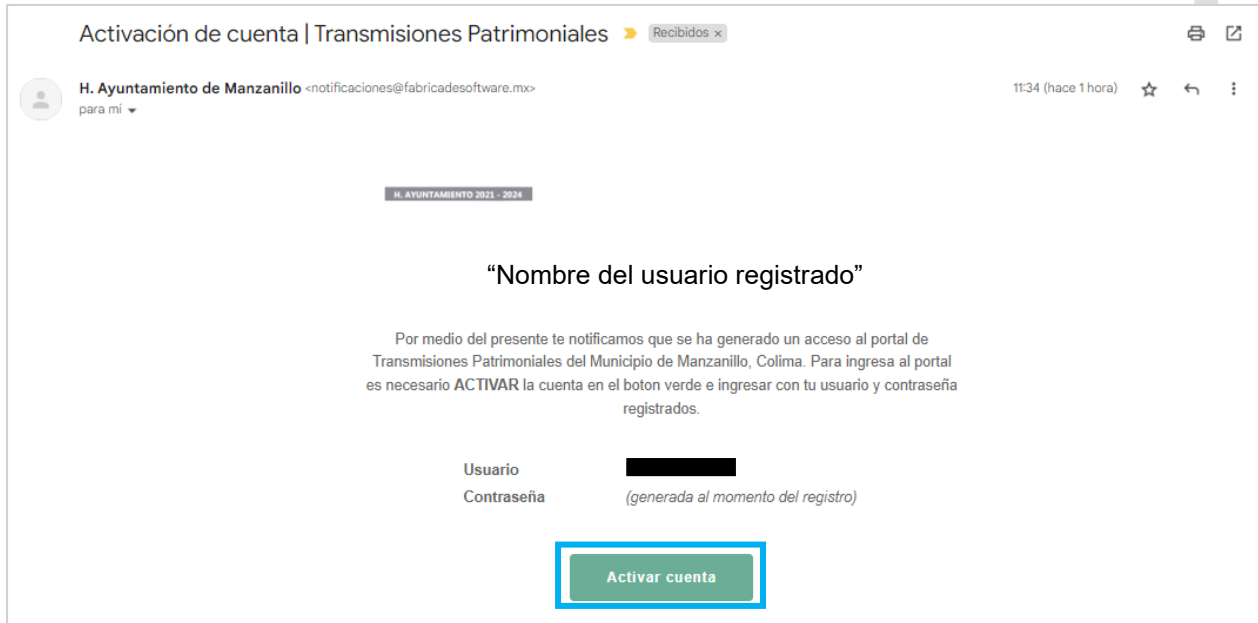 Activación de cuenta | Transmisiones Patrimoniales Recibidos x
H. Ayuntamiento de Manzanillo <notificaciones@fabricadesoftware.mx> 11:34 (hace 1 hora)
para mí
H. AYUNTAMIENTO 2021 - 2024
“Nombre del usuario registrado”
Por medio del presente te notificamos que se ha generado un acceso al portal de
Transmisiones Patrimoniales del Municipio de Manzanillo, Colima. Para ingresa al portal
es necesario ACTIVAR la cuenta en el boton verde e ingresar con tu usuario y contraseña
registrados.
Usuario
Contraseña (generada al momento del registro)
Activar cuenta